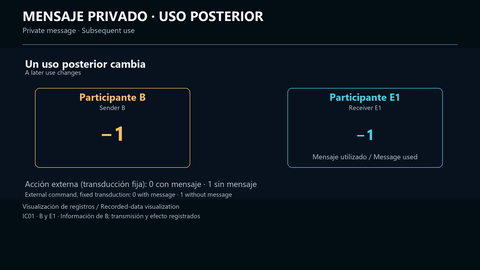 MENSAJE PRIVADO · USO POSTERIOR
Private message · Subsequent use
Un uso posterior cambia
A later use changes
Participante B
Sender B
−1
Participante E1
Receiver E1
−1
Mensaje utilizado / Message used
Acción externa (transducción fija): 0 con mensaje · 1 sin mensaje
External command, fixed transduction: 0 with message · 1 without message
Visualización de registros / Recorded-data visualization
IC01 · B y E1 · Información de B; transmisión y efecto registrados